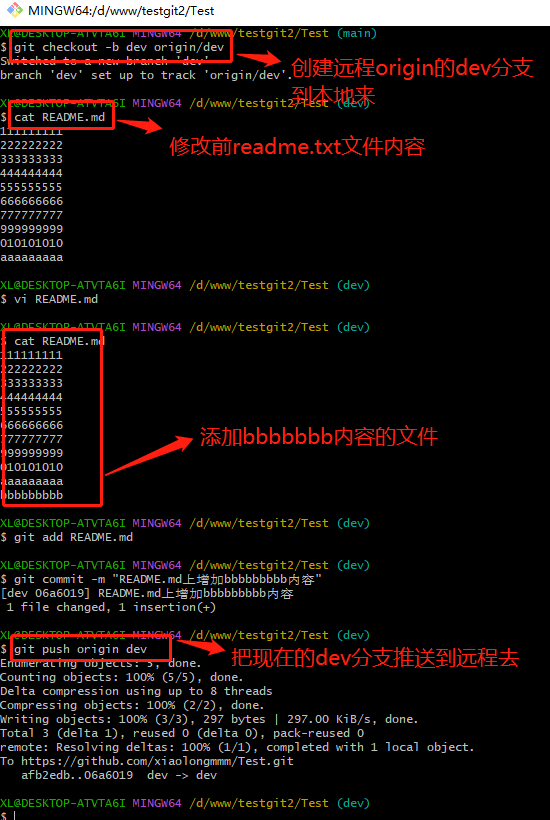 MINGW64:/d/www/testgit2/Test
XL@DESKTOP-ATVTA6I MINGW64 /d/www/testgit2/Test (main)
$ git checkout -b dev origin/dev
Switched to a new branch 'dev'
branch 'dev' set up to track 'origin/dev'.
创建远程origin的dev分支
到本地来
XL@DESKTOP-ATVTA6I MINGW64 /d/www/testgit2/Test (dev)
$ cat README.md
修改前readme.txt文件内容
111111111
222222222
333333333
444444444
555555555
666666666
777777777
999999999
010101010
aaaaaaaaa
XL@DESKTOP-ATVTA6I MINGW64 /d/www/testgit2/Test (dev)
$ vi README.md
XL@DESKTOP-ATVTA6I MINGW64 /d/www/testgit2/Test (dev)
$ cat README.md
111111111
222222222
333333333
444444444
555555555
666666666
777777777
999999999
010101010
aaaaaaaaa
bbbbbbbbb
添加bbbbbbb内容的文件
XL@DESKTOP-ATVTA6I MINGW64 /d/www/testgit2/Test (dev)
$ git add README.md
XL@DESKTOP-ATVTA6I MINGW64 /d/www/testgit2/Test (dev)
$ git commit -m "README.md上增加bbbbbbbbb内容"
[dev 06a6019] README.md上增加bbbbbbbbb内容
1 file changed, 1 insertion(+)
XL@DESKTOP-ATVTA6I MINGW64 /d/www/testgit2/Test (dev)
$ git push origin dev
把现在的dev分支推送到远程去
Enumerating objects: 5, done.
Counting objects: 100% (5/5), done.
Delta compression using up to 8 threads
Compressing objects: 100% (2/2), done.
Writing objects: 100% (3/3), 297 bytes | 297.00 KiB/s, done.
Total 3 (delta 1), reused 0 (delta 0), pack-reused 0
remote: Resolving deltas: 100% (1/1), completed with 1 local object.
To https://github.com/xiaolongmmm/Test.git
afb2edb..06a6019 dev -> dev
XL@DESKTOP-ATVTA6I MINGW64 /d/www/testgit2/Test (dev)
$